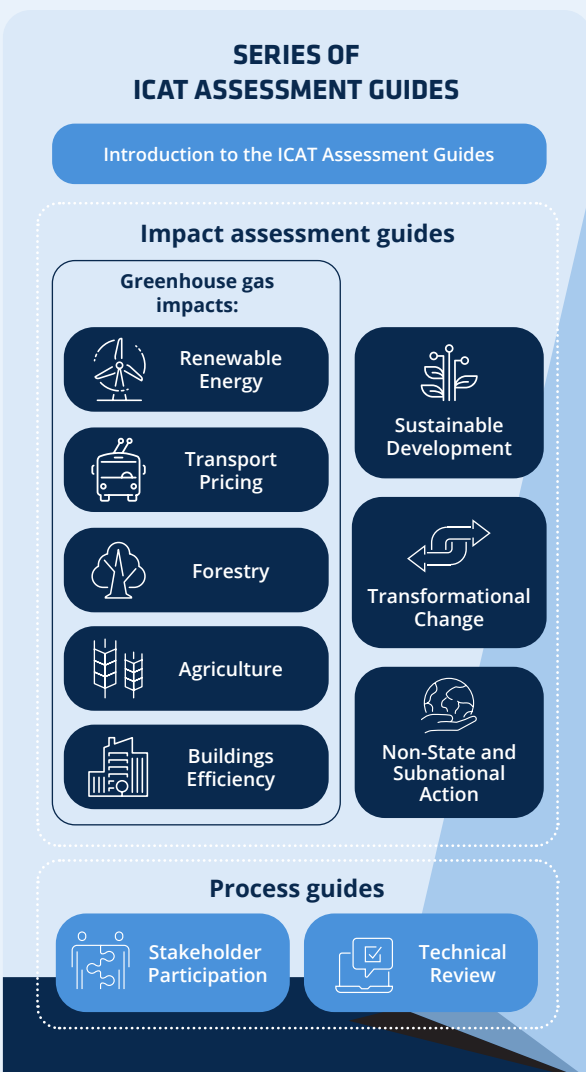 SERIES OF
ICAT ASSESSMENT GUIDES
Introduction to the ICAT Assessment Guides
Impact assessment guides
Greenhouse gas
impacts:
Renewable
Energy
Transport
Pricing
Forestry
Agriculture
Buildings
Efficiency
Sustainable
Development
Transformational
Change
Non-State and
Subnational
Action
Process guides
Stakeholder
Participation
Technical
Review